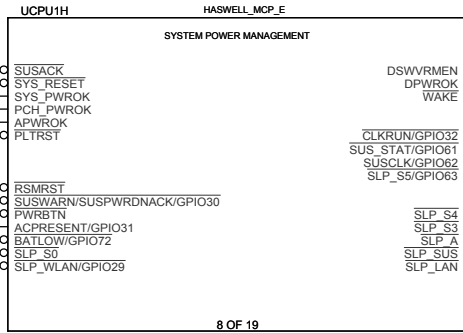 UCPU1H HASWELL_MCP_E
SYSTEM POWER MANAGEMENT
SUSACK DSWVRMEN
SYS_RESET DPWROK
SYS_PWROK WAKE
PCH_PWROK
APWROK
PLTRST CLKRUN/GPIO32
SUS_STAT/GPIO61
SUSCLK/GPIO62
SLP_S5/GPIO63
RSMRST
SUSWARN/SUSPWRDNACK/GPIO30
PWRBTN SLP_S4
ACPRESENT/GPIO31 SLP_S3
BATLOW/GPIO72 SLP_A
SLP_S0 SLP_SUS
SLP_WLAN/GPIO29 SLP_LAN
8 OF 19